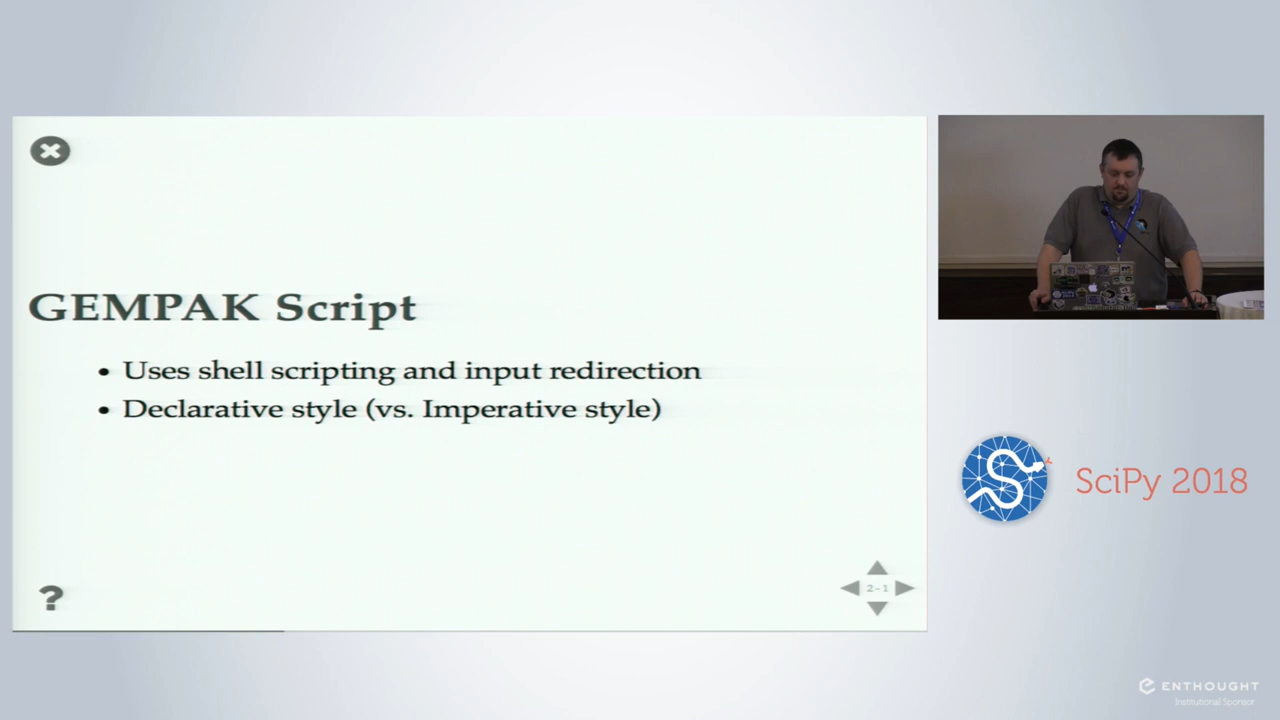 GEMPAK Script
• Uses shell scripting and input redirection
• Declarative style (vs. Imperative style)
?
2-1
SciPy 2018
ENTHOUGHT
Institutional Sponsor